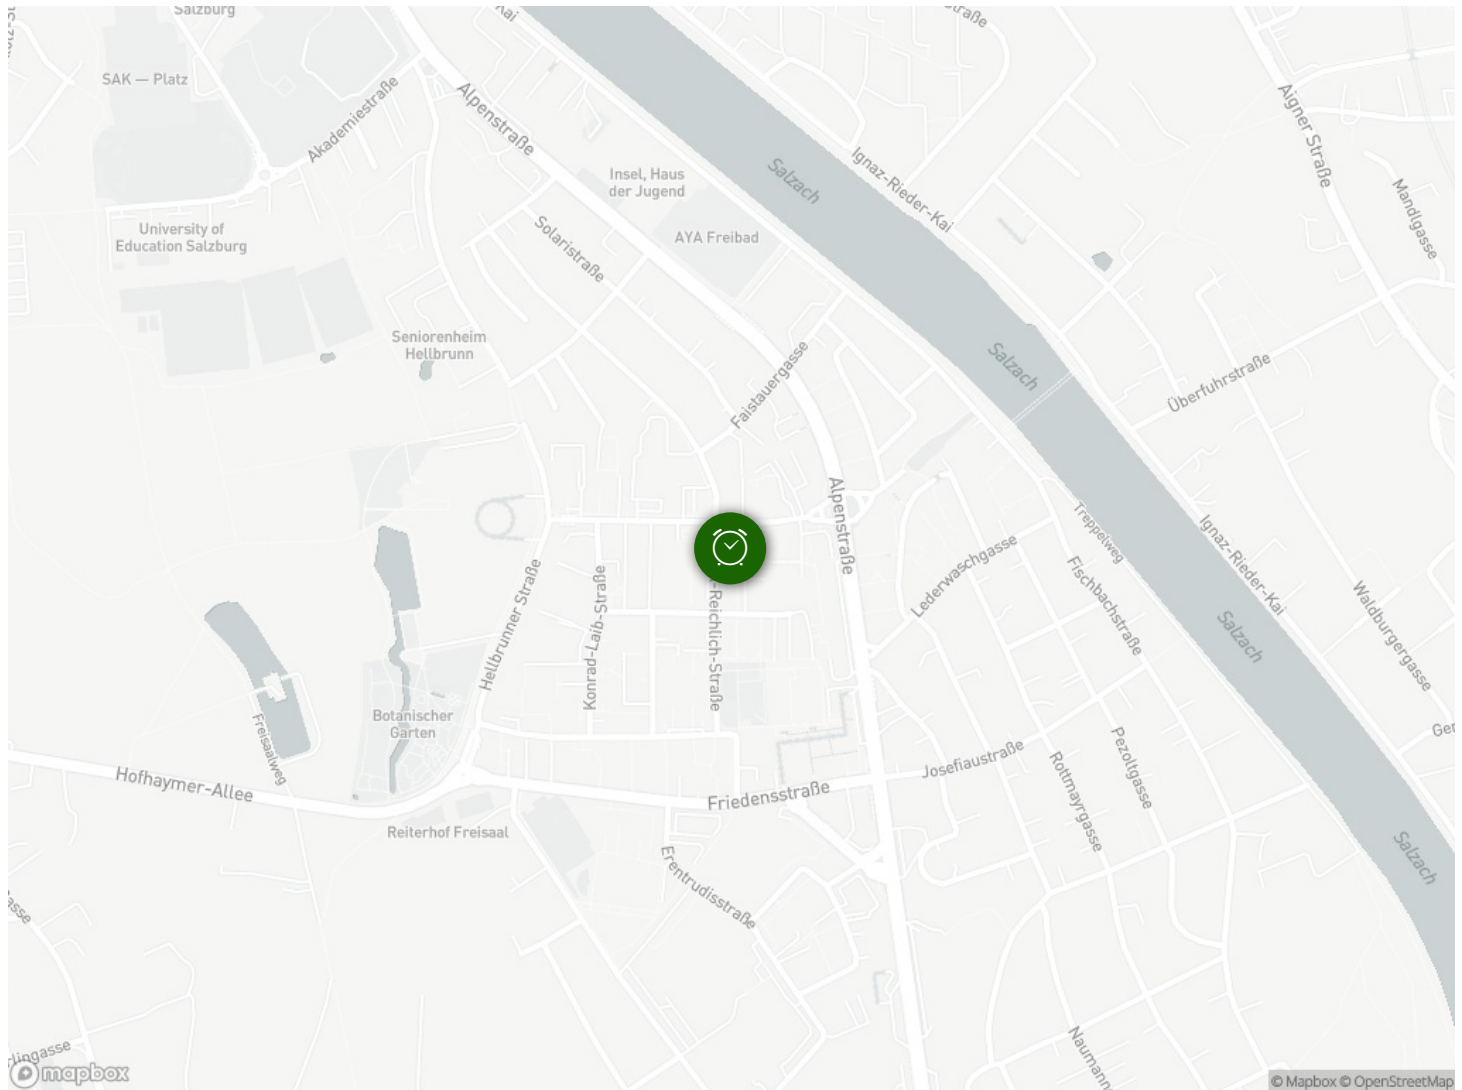 Salzburg
SAK — Platz
Akademiestraße
Alpenstraße
University of
Education Salzburg
Insel, Haus
der Jugend
AYA Freibad
Solaristraße
Salzach
Ignaz-Rieder-Kai
Aigner Straße
Mandlgasse
Seniorenheim
Hellbrunn
Faistauergasse
Salzach
Überfuhrstraße
Alpenstraße
Treppelweg
Ignaz-Rieder-Kai
Lederwaschgasse
Fischbachstraße
Hellbrunner Straße
Konrad-Laib-Straße
-Reichlich-Straße
Salzach
Waldburgergasse
Botanischer
Garten
Freisaalweg
Hofhaymer-Allee
Friedensstraße
Josefiaustraße
Rottmayrgasse
Pezoltgasse
Reiterhof Freisaal
Erentrudisstraße
Salzach
Naumann
mapbox
© Mapbox © OpenStreetMap